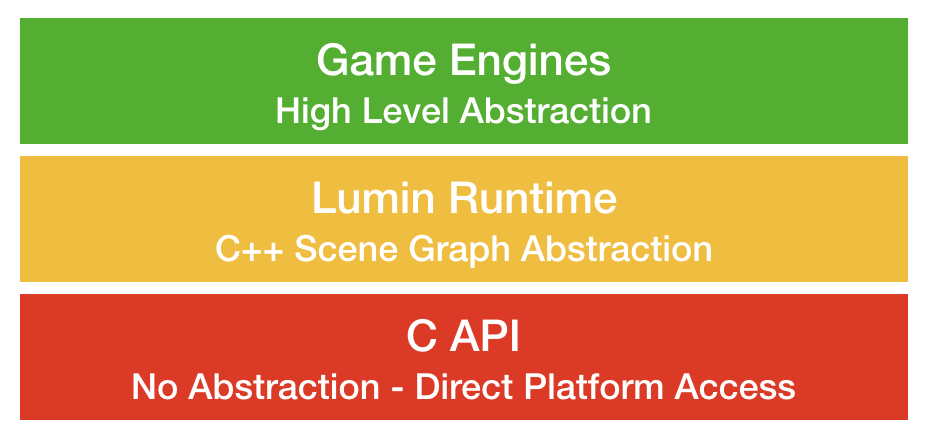 Game Engines
High Level Abstraction
Lumin Runtime
C++ Scene Graph Abstraction
C API
No Abstraction - Direct Platform Access